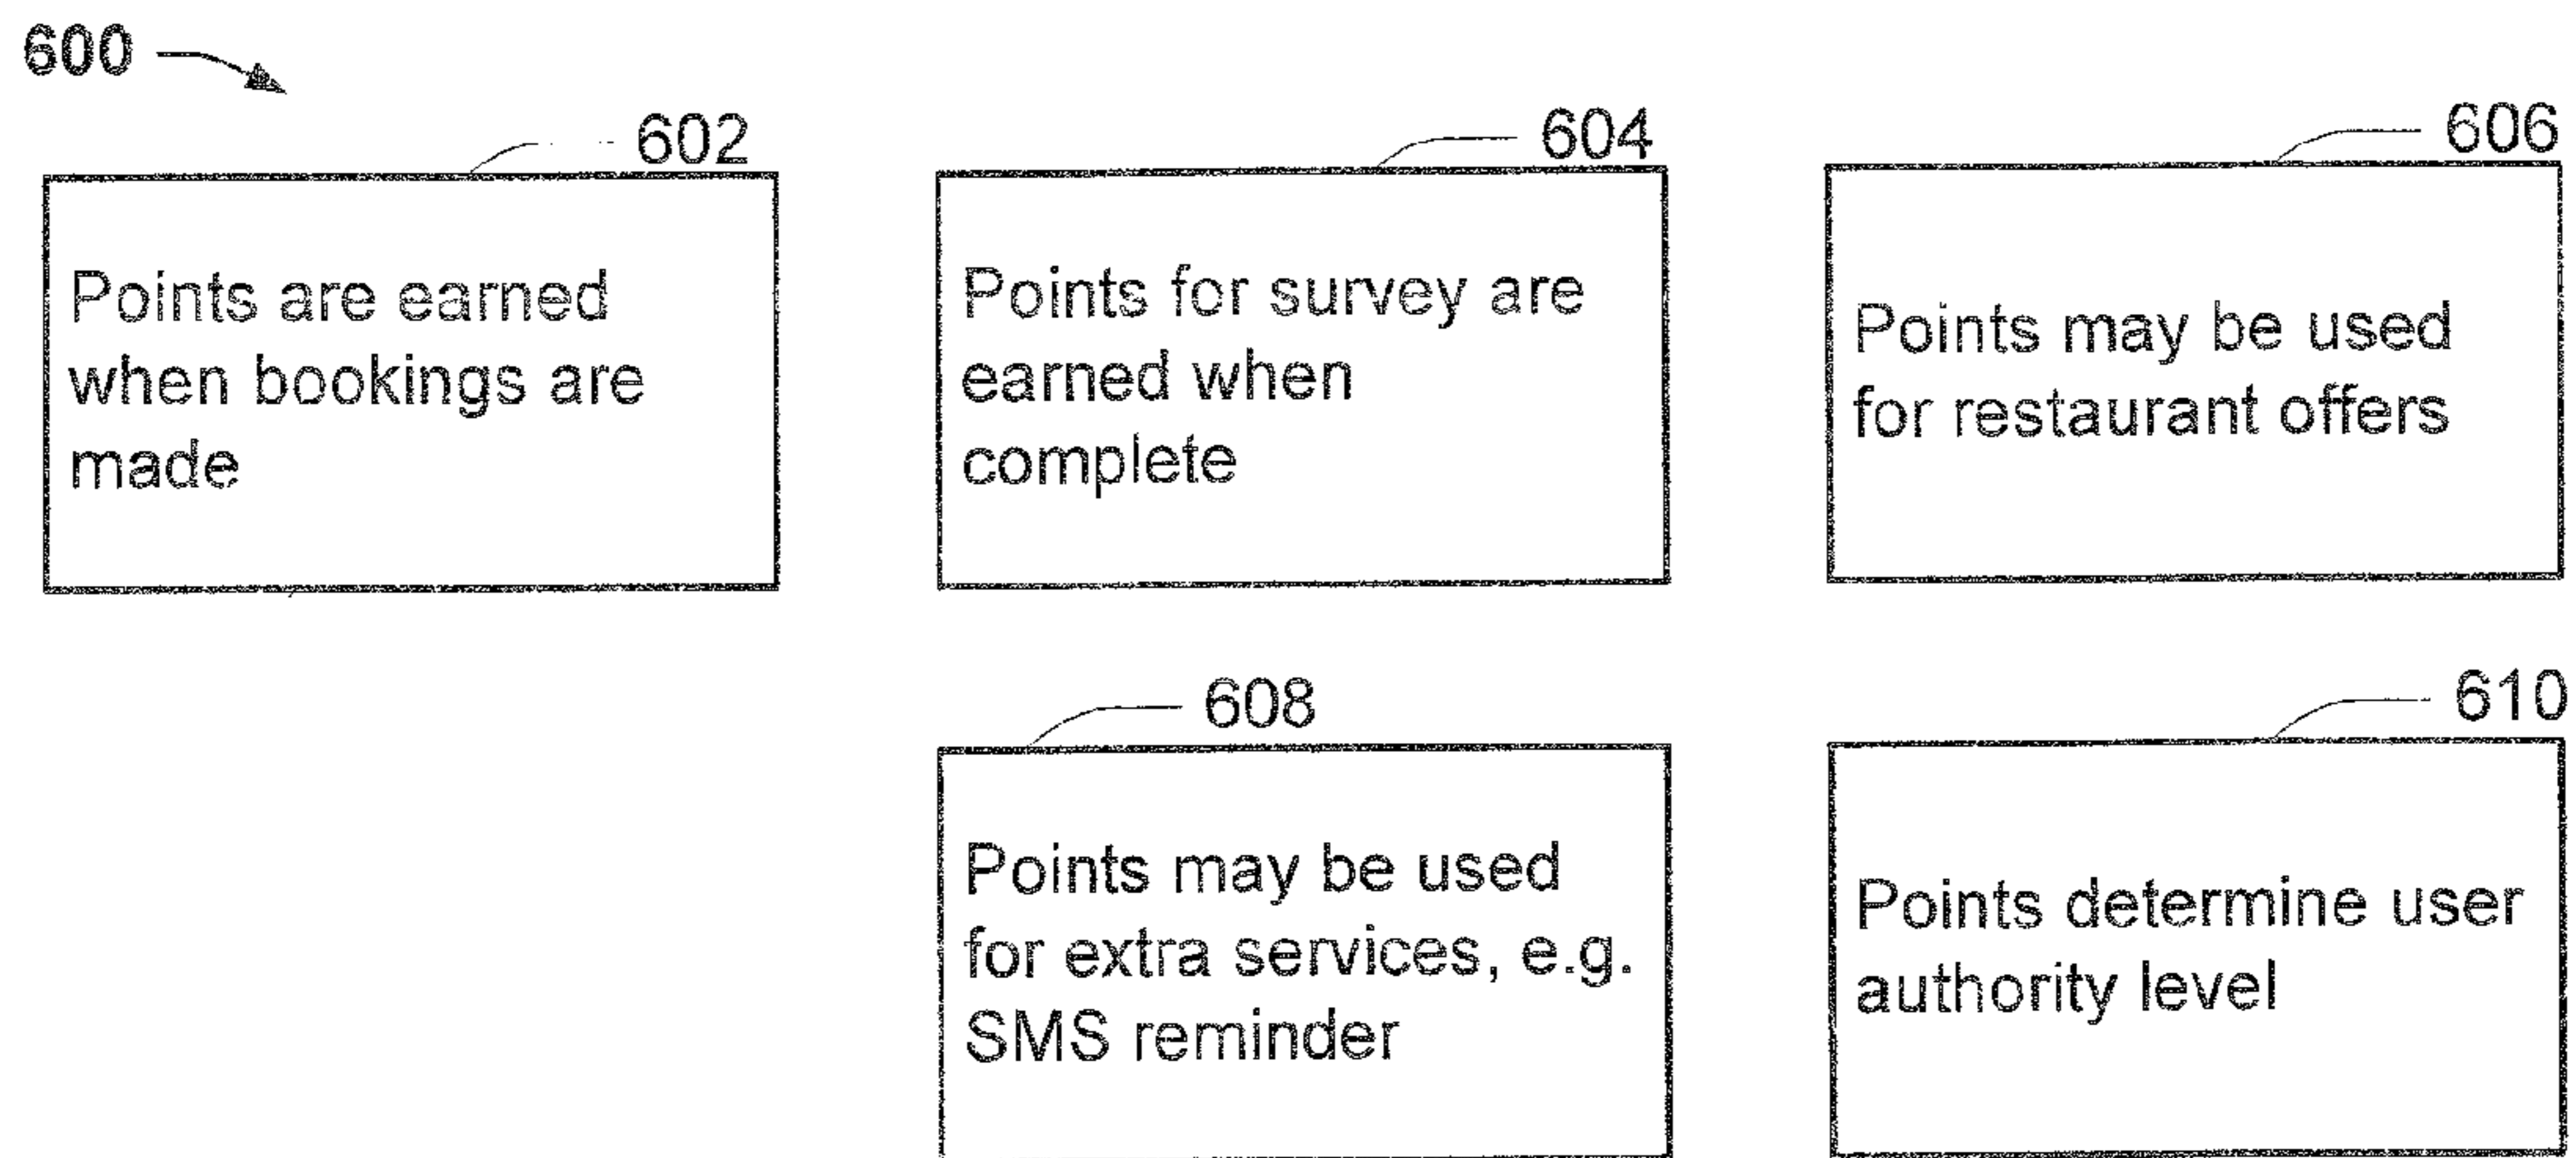 600
602
Points are earned
when bookings are
made
604
Points for survey are
earned when
complete
606
Points may be used
for restaurant offers
608
Points may be used
for extra services, e.g.
SMS reminder
610
Points determine user
authority level